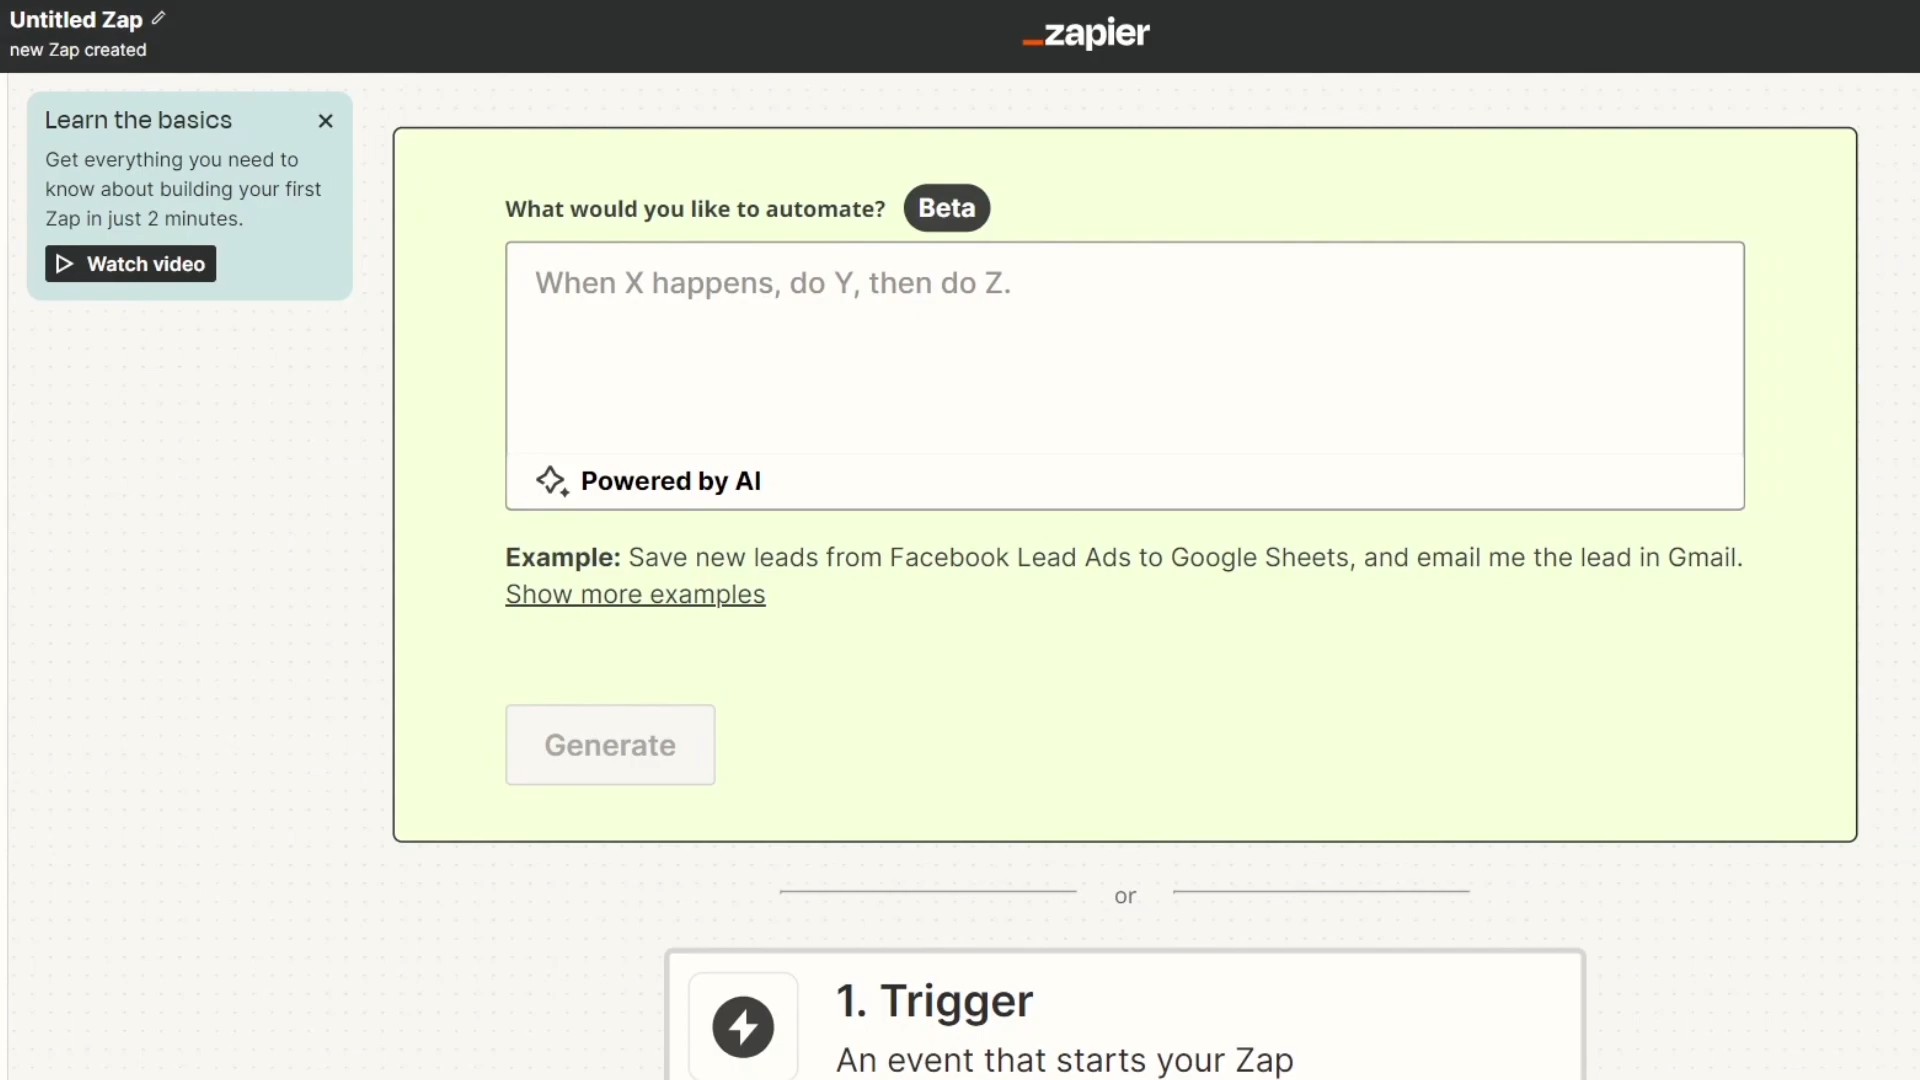 Untitled Zap
new Zap created
zapier
Learn the basics
Get everything you need to
know about building your first
Zap in just 2 minutes.
Watch video
What would you like to automate? Beta
When X happens, do Y, then do Z.
Powered by AI
Example: Save new leads from Facebook Lead Ads to Google Sheets, and email me the lead in Gmail.
Show more examples
Generate
or
1. Trigger
An event that starts your Zap